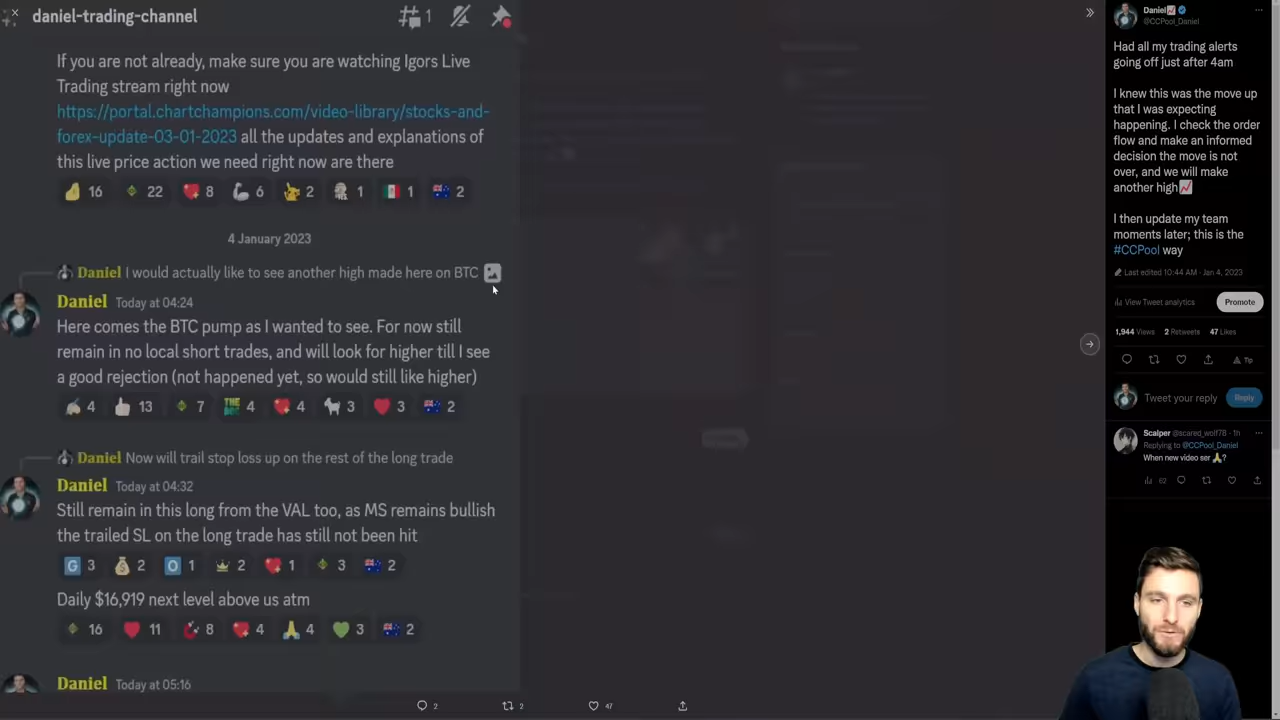 daniel-trading-channel
1
If you are not already, make sure you are watching Igors Live
Trading stream right now
https://portal.chartchampions.com/video-library/stocks-and-
forex-update-03-01-2023 all the updates and explanations of
this live price action we need right now are there
16 22 8 6 2 1 1 2
4 January 2023
Daniel I would actually like to see another high made here on BTC
Daniel Today at 04:24
Here comes the BTC pump as I wanted to see. For now still
remain in no local short trades, and will look for higher till I see
a good rejection (not happened yet, so would still like higher)
4 13 7 4 4 3 3 2
Daniel Now will trail stop loss up on the rest of the long trade
Daniel Today at 04:32
Still remain in this long from the VAL too, as MS remains bullish
the trailed SL on the long trade has still not been hit
G 3 2 O 1 2 1 3 2
Daily $16,919 next level above us atm
16 11 8 4 4 3 2
Daniel Today at 05:16
2 2 47
Daniel
@CCPool_Daniel
Had all my trading alerts
going off just after 4am
I knew this was the move up
that I was expecting
happening. I check the order
flow and make an informed
decision the move is not
over, and we will make
another high
I then update my team
moments later; this is the
#CCPool way
Last edited 10:44 AM · Jan 4, 2023
View Tweet analytics
Promote
1,944 Views 2 Retweets 47 Likes
Tip
Tweet your reply
Reply
Scalper @scared_wolf78 · 1h
Replying to @CCPool_Daniel
When new video ser 🙏?
62